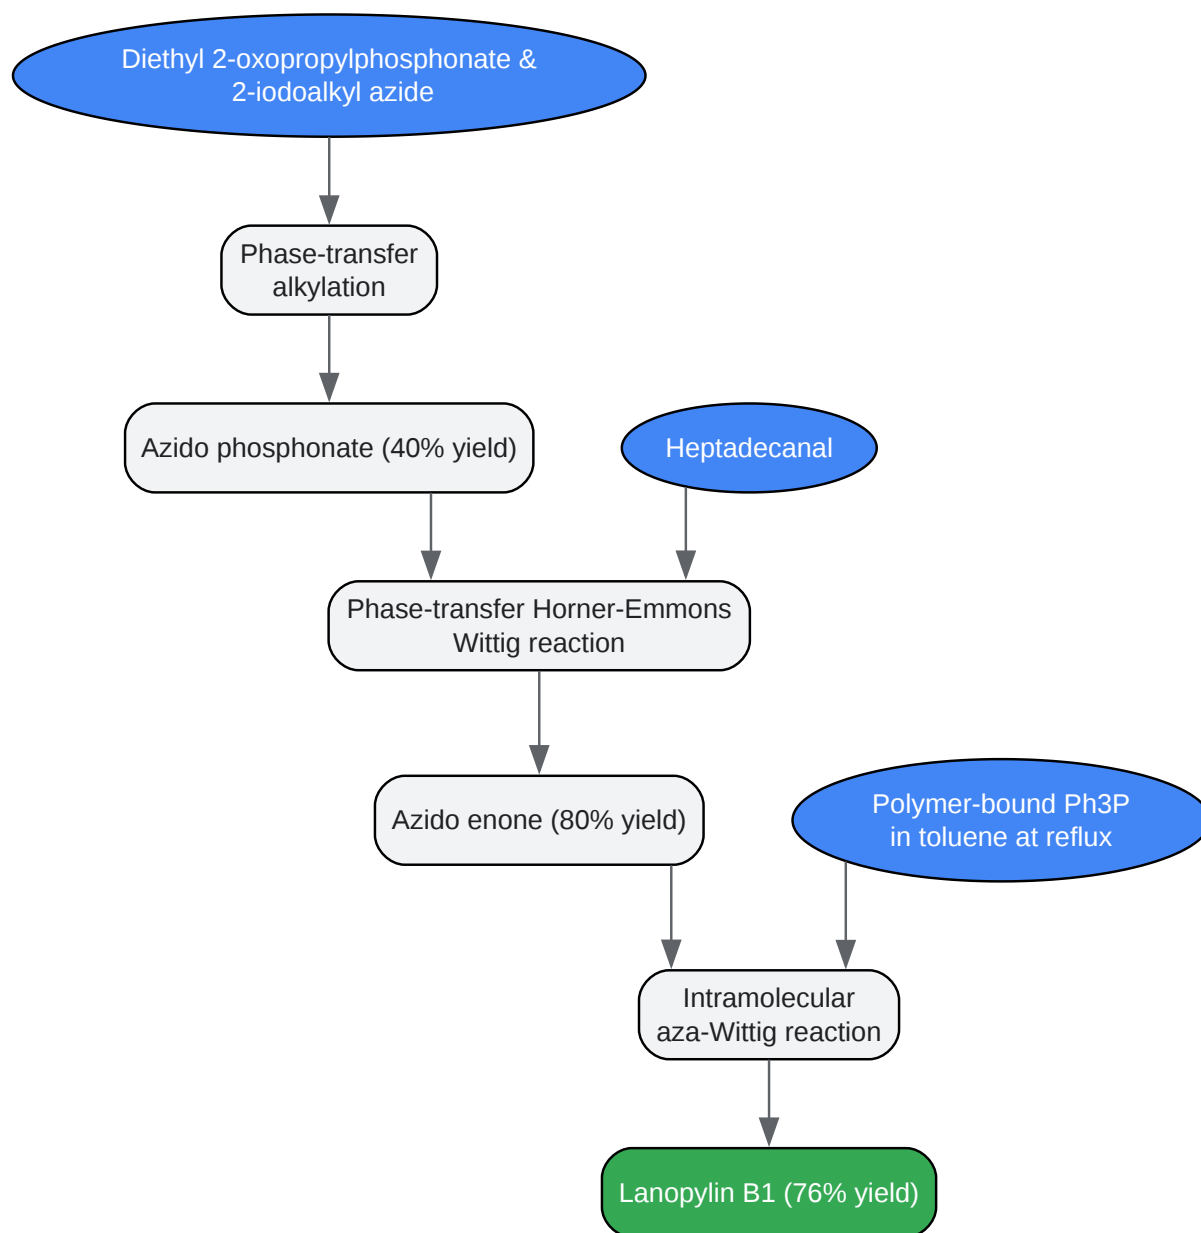 Diethyl 2-oxopropylphosphonate &
2-iodoalkyl azide
Phase-transfer
alkylation
Azido phosphonate (40% yield)
Heptadecanal
Phase-transfer Horner-Emmons
Wittig reaction
Azido enone (80% yield)
Polymer-bound Ph3P
in toluene at reflux
Intramolecular
aza-Wittig reaction
Lanopylin B1 (76% yield)